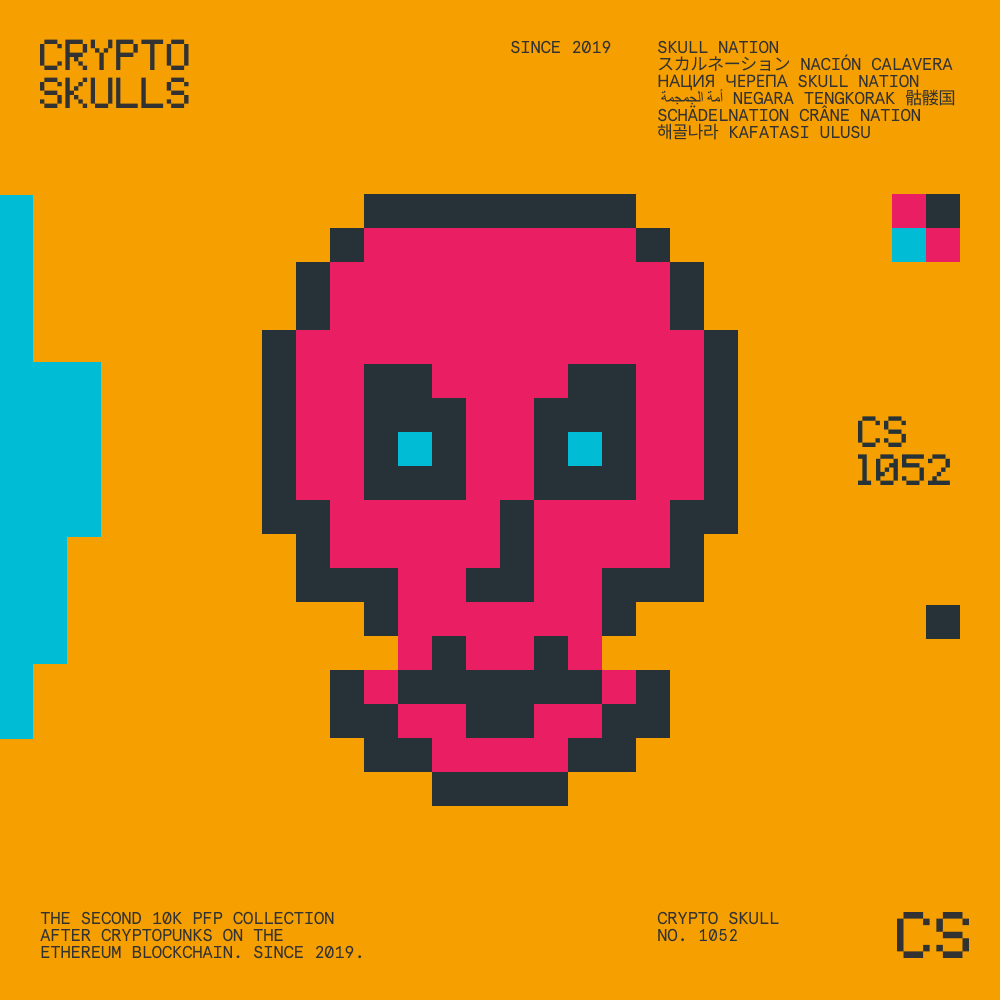 CRYPTO
SKULLS
SINCE 2019
SKULL NATION
スカルネーション NACIÓN CALAVERA
НАЦИЯ ЧЕРЕПА SKULL NATION
أمة الجمجمة NEGARA TENGKORAK 骷髅国
SCHÄDELNATION CRÂNE NATION
해골나라 KAFATASI ULUSU
CS
1052
THE SECOND 10K PFP COLLECTION
AFTER CRYPTOPUNKS ON THE
ETHEREUM BLOCKCHAIN. SINCE 2019.
CRYPTO SKULL
NO. 1052
CS